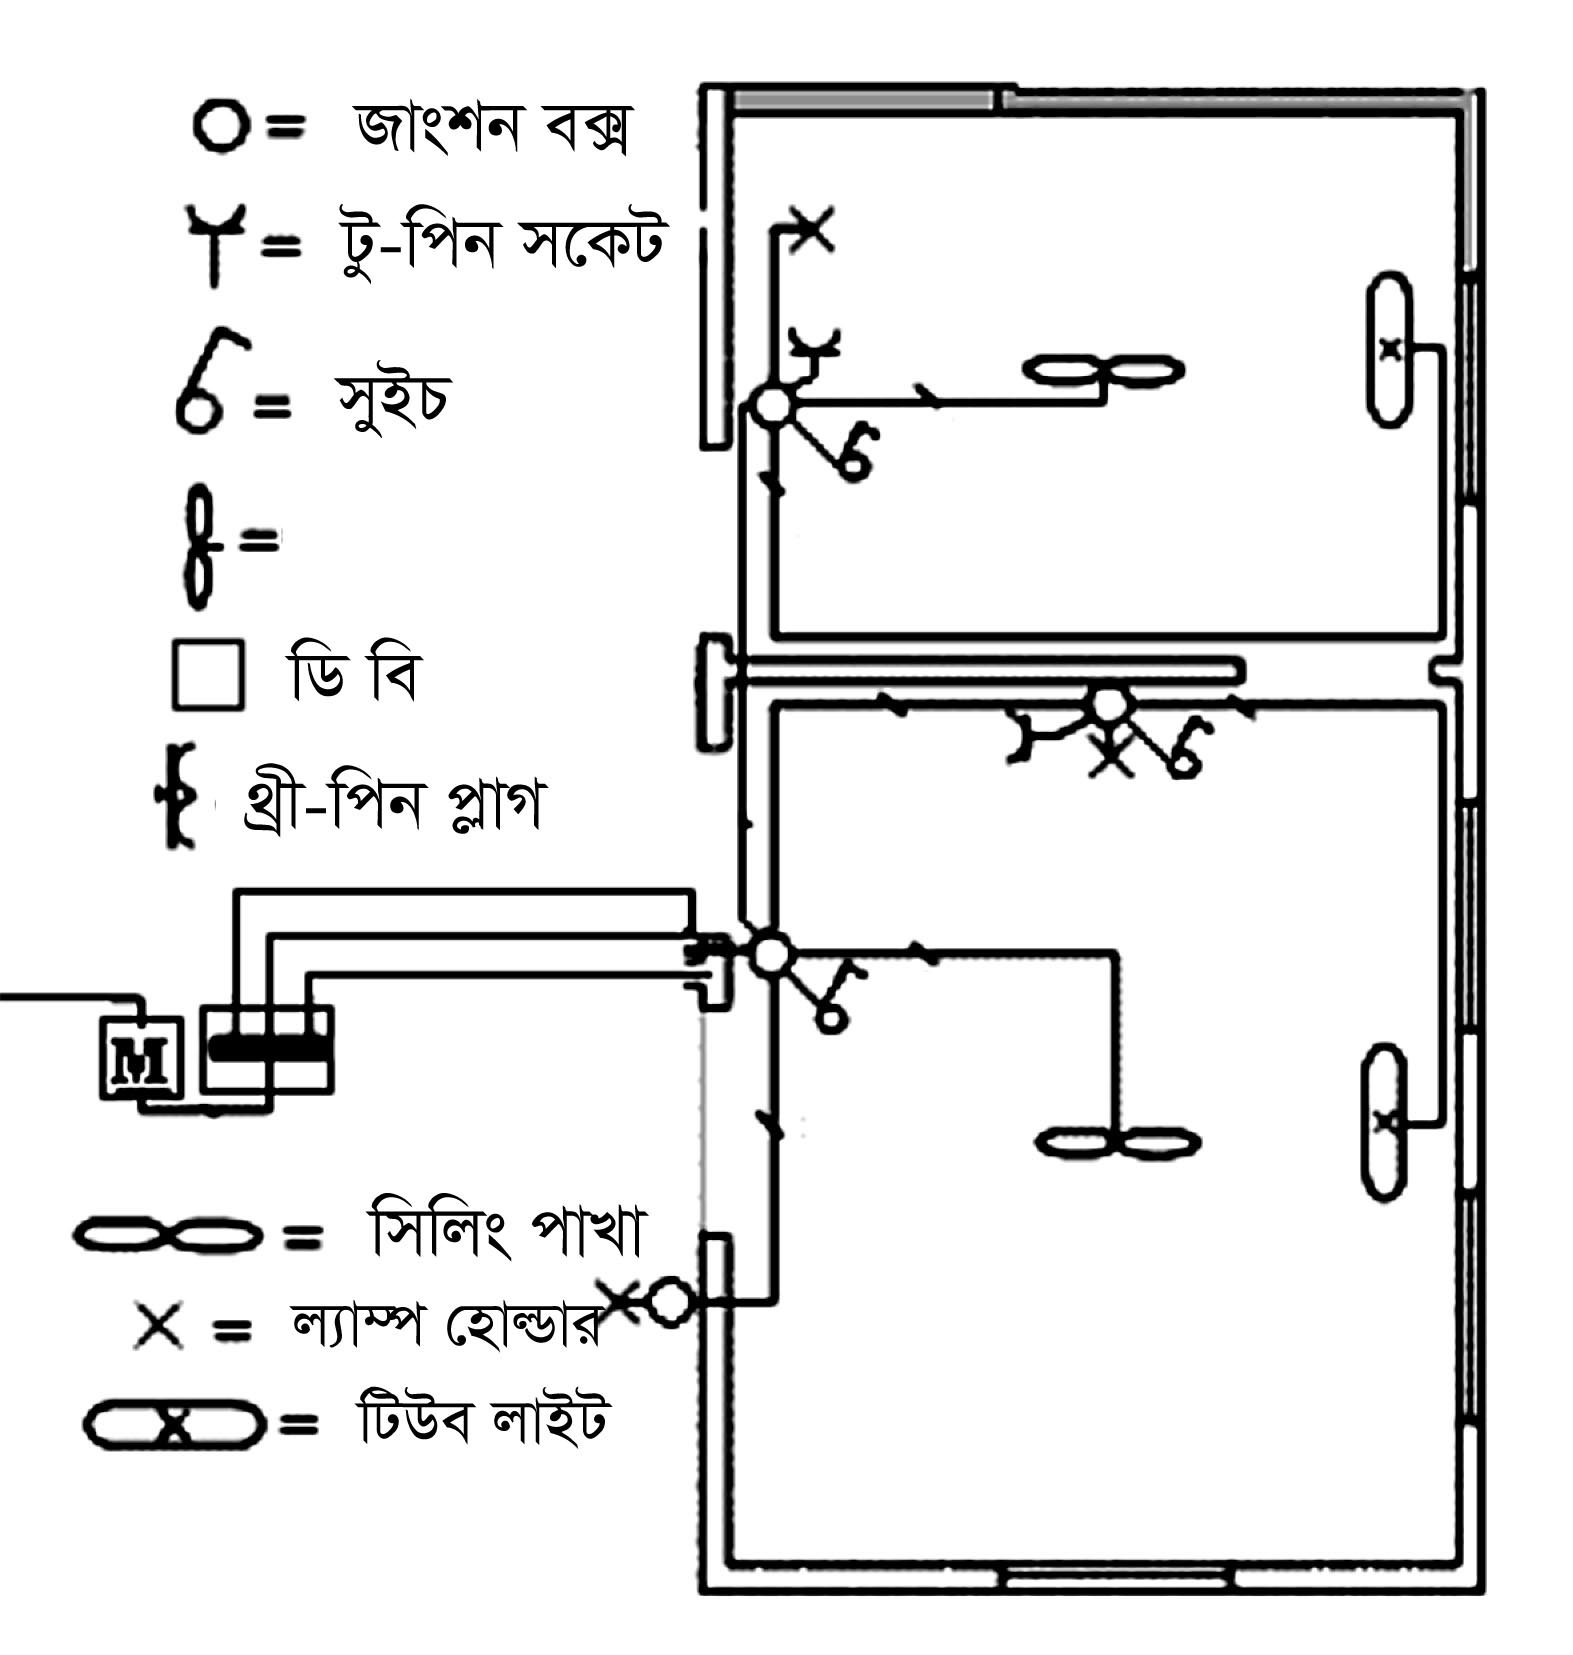 = জাংশন বক্স
= টু-পিন সকেট
= সুইচ
=
ডি বি
থ্রী-পিন প্লাগ
M
= সিলিং পাখা
= ল্যাম্প হোল্ডার
= টিউব লাইট